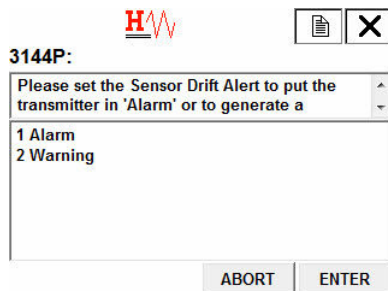 H
3144P:
Please set the Sensor Drift Alert to put the
transmitter in 'Alarm' or to generate a
1 Alarm
2 Warning
ABORT ENTER